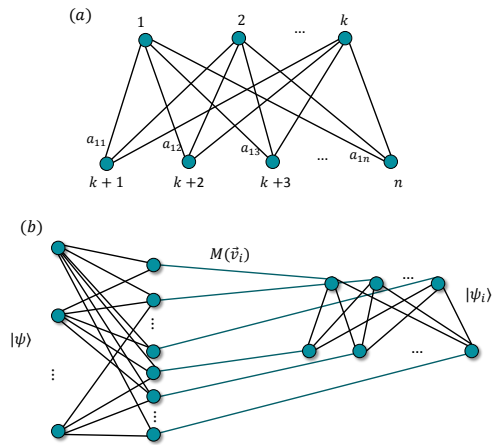 (a)
1 2 ... k
a₁₁ a₁₂ a₁₃ ... a₁ₙ
k + 1 k+2 k+3 n
(b)
M(v⃗ᵢ)
...
|ψ⟩ ⋮ |ψᵢ⟩
⋮ ...
⋮